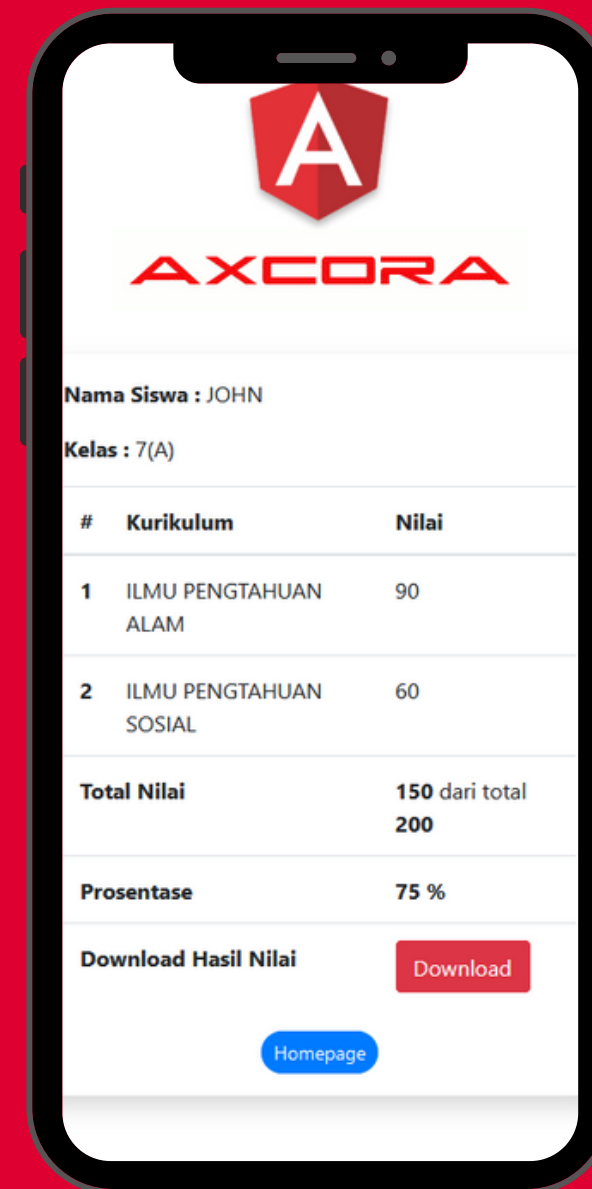 A
AXCORA
Nama Siswa : JOHN
Kelas : 7(A)
# Kurikulum Nilai
1 ILMU PENGTAHUAN 90
ALAM
2 ILMU PENGTAHUAN 60
SOSIAL
Total Nilai 150 dari total
200
Prosentase 75 %
Download Hasil Nilai Download
Homepage